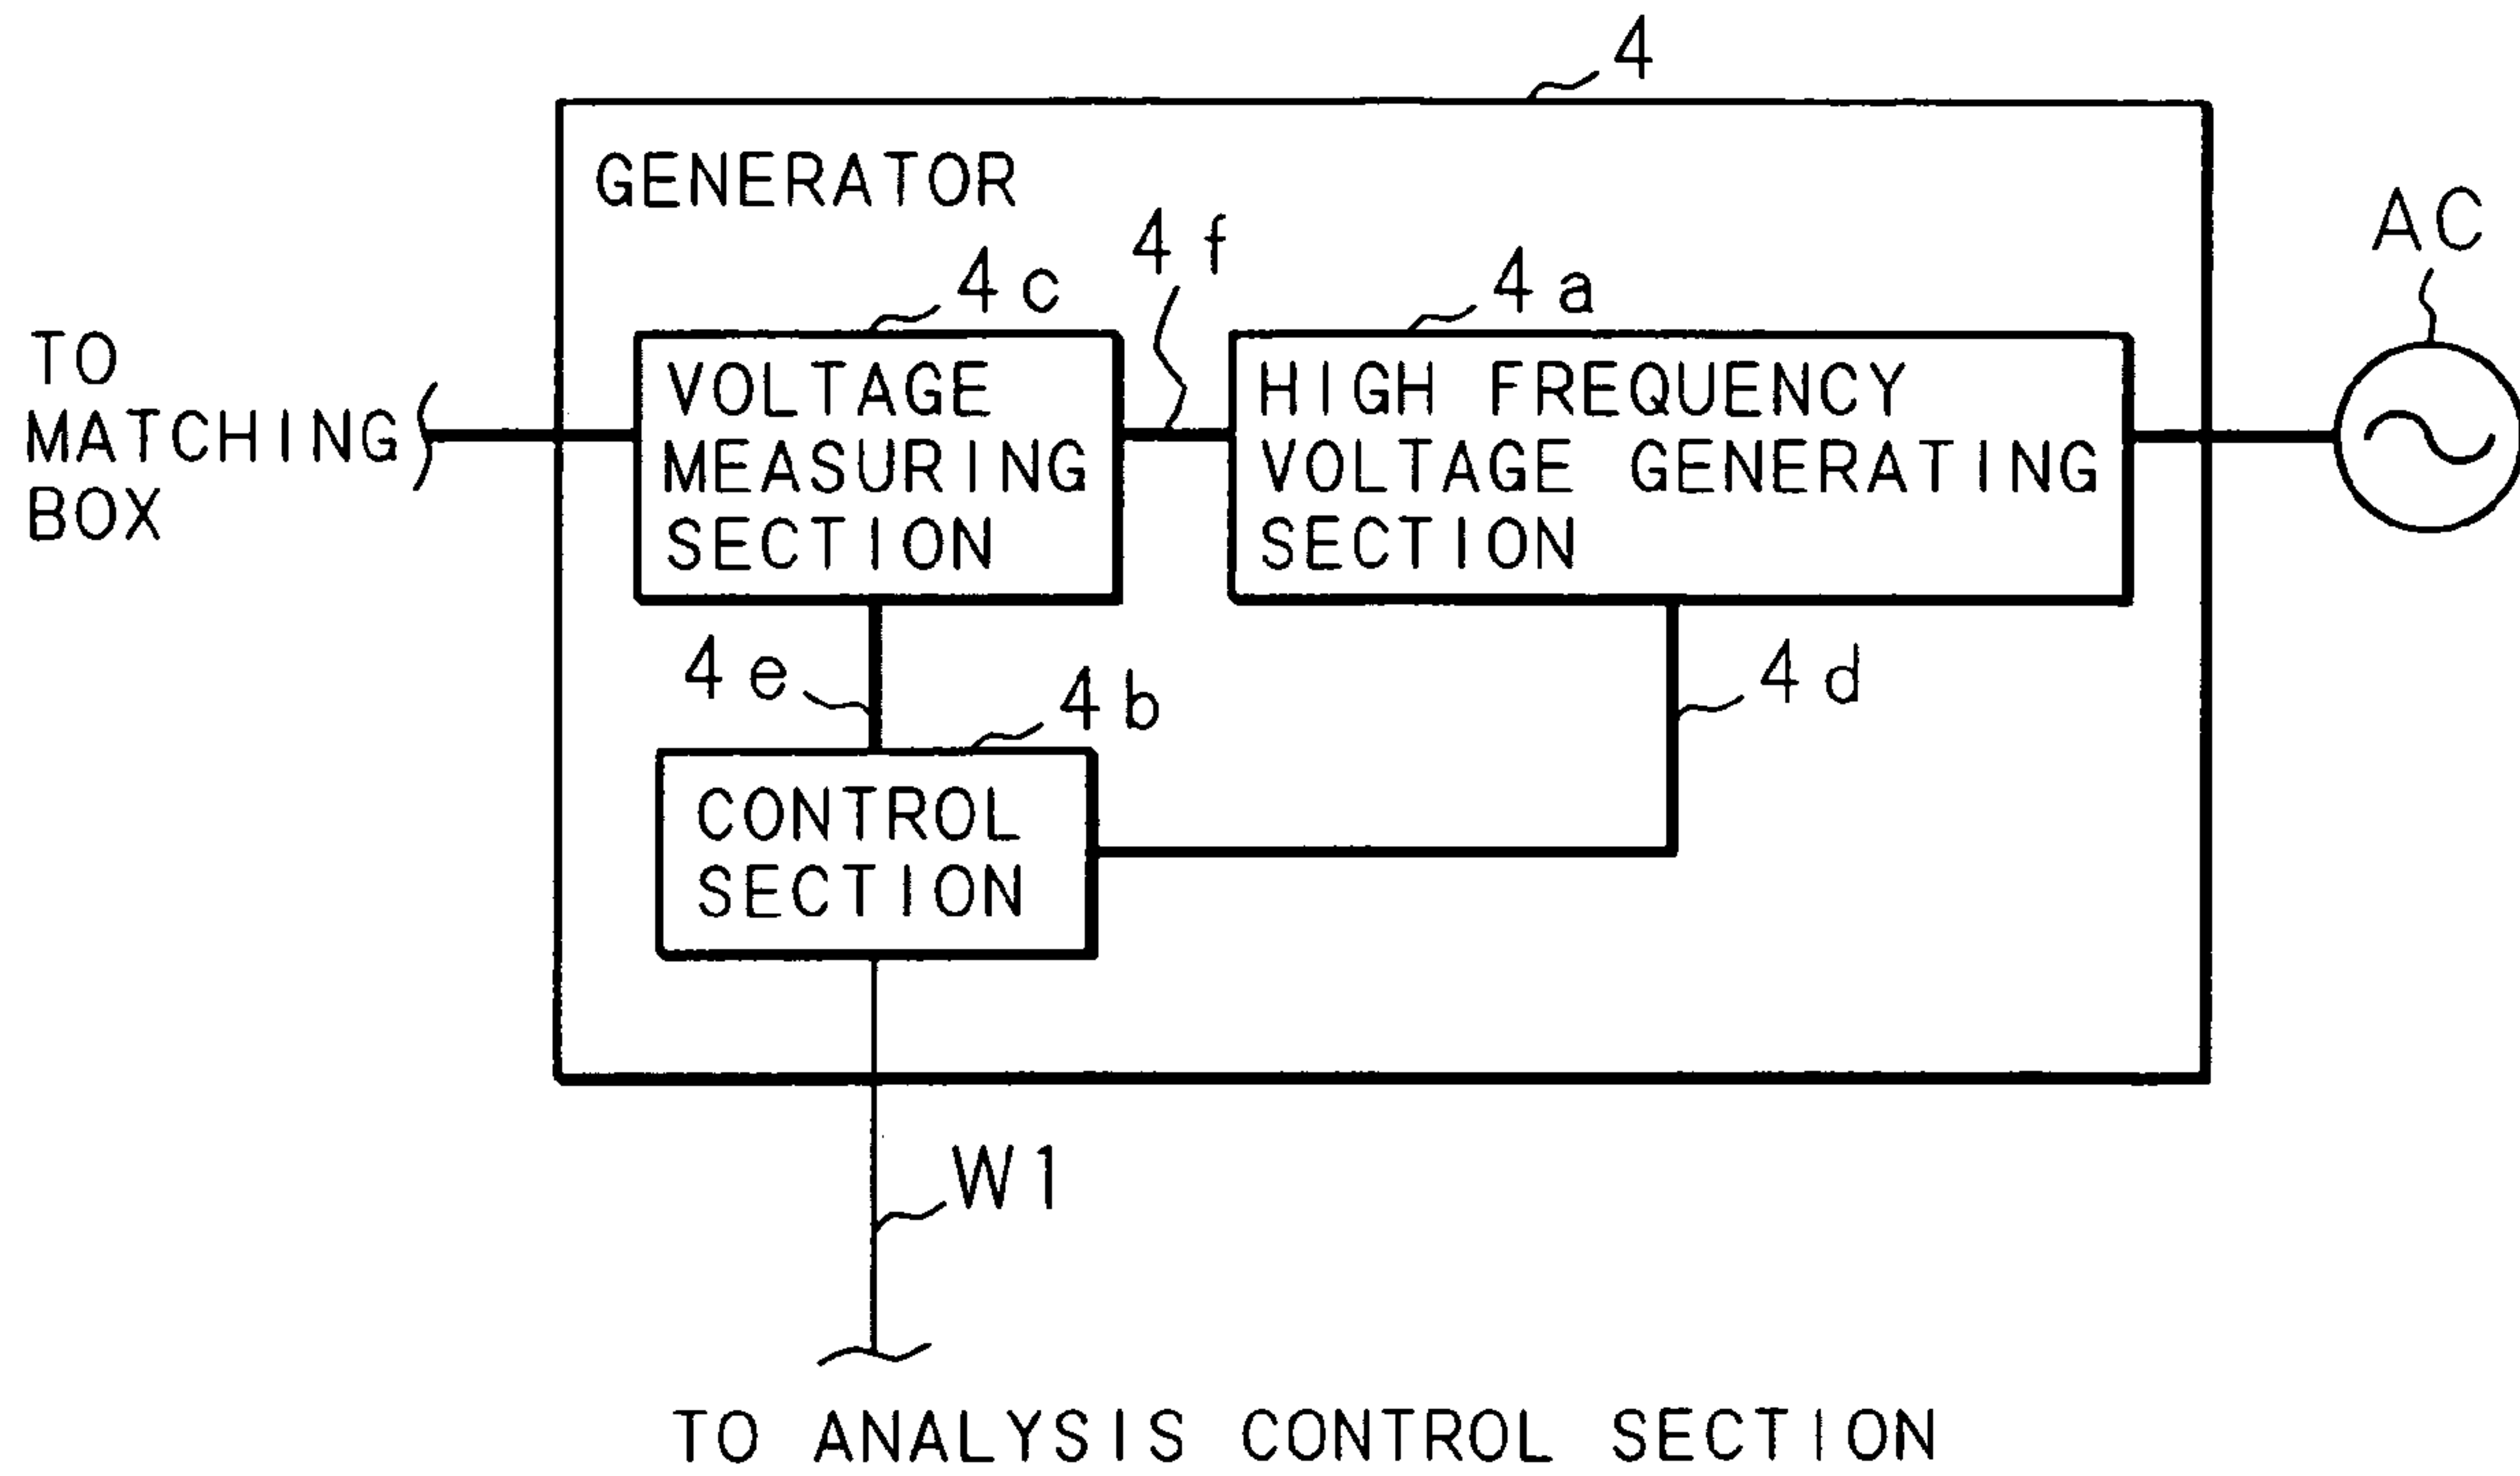 4
GENERATOR
AC
4c
4f
4a
TO
MATCHING
BOX
VOLTAGE
MEASURING
SECTION
HIGH FREQUENCY
VOLTAGE GENERATING
SECTION
4e
4b
4d
CONTROL
SECTION
W1
TO ANALYSIS CONTROL SECTION